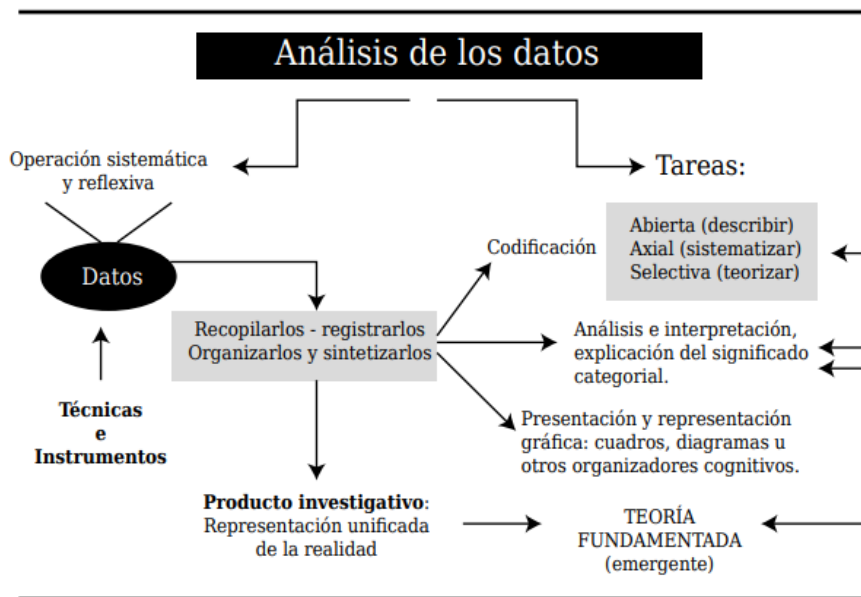 Análisis de los datos
Operación sistemática
y reflexiva
Tareas:
Datos
Codificación
Abierta (describir)
Axial (sistematizar)
Selectiva (teorizar)
Recopilarlos - registrarlos
Organizarlos y sintetizarlos
Análisis e interpretación,
explicación del significado
categorial.
Técnicas
e
Instrumentos
Presentación y representación
gráfica: cuadros, diagramas u
otros organizadores cognitivos.
Producto investigativo:
Representación unificada
de la realidad
TEORÍA
FUNDAMENTADA
(emergente)